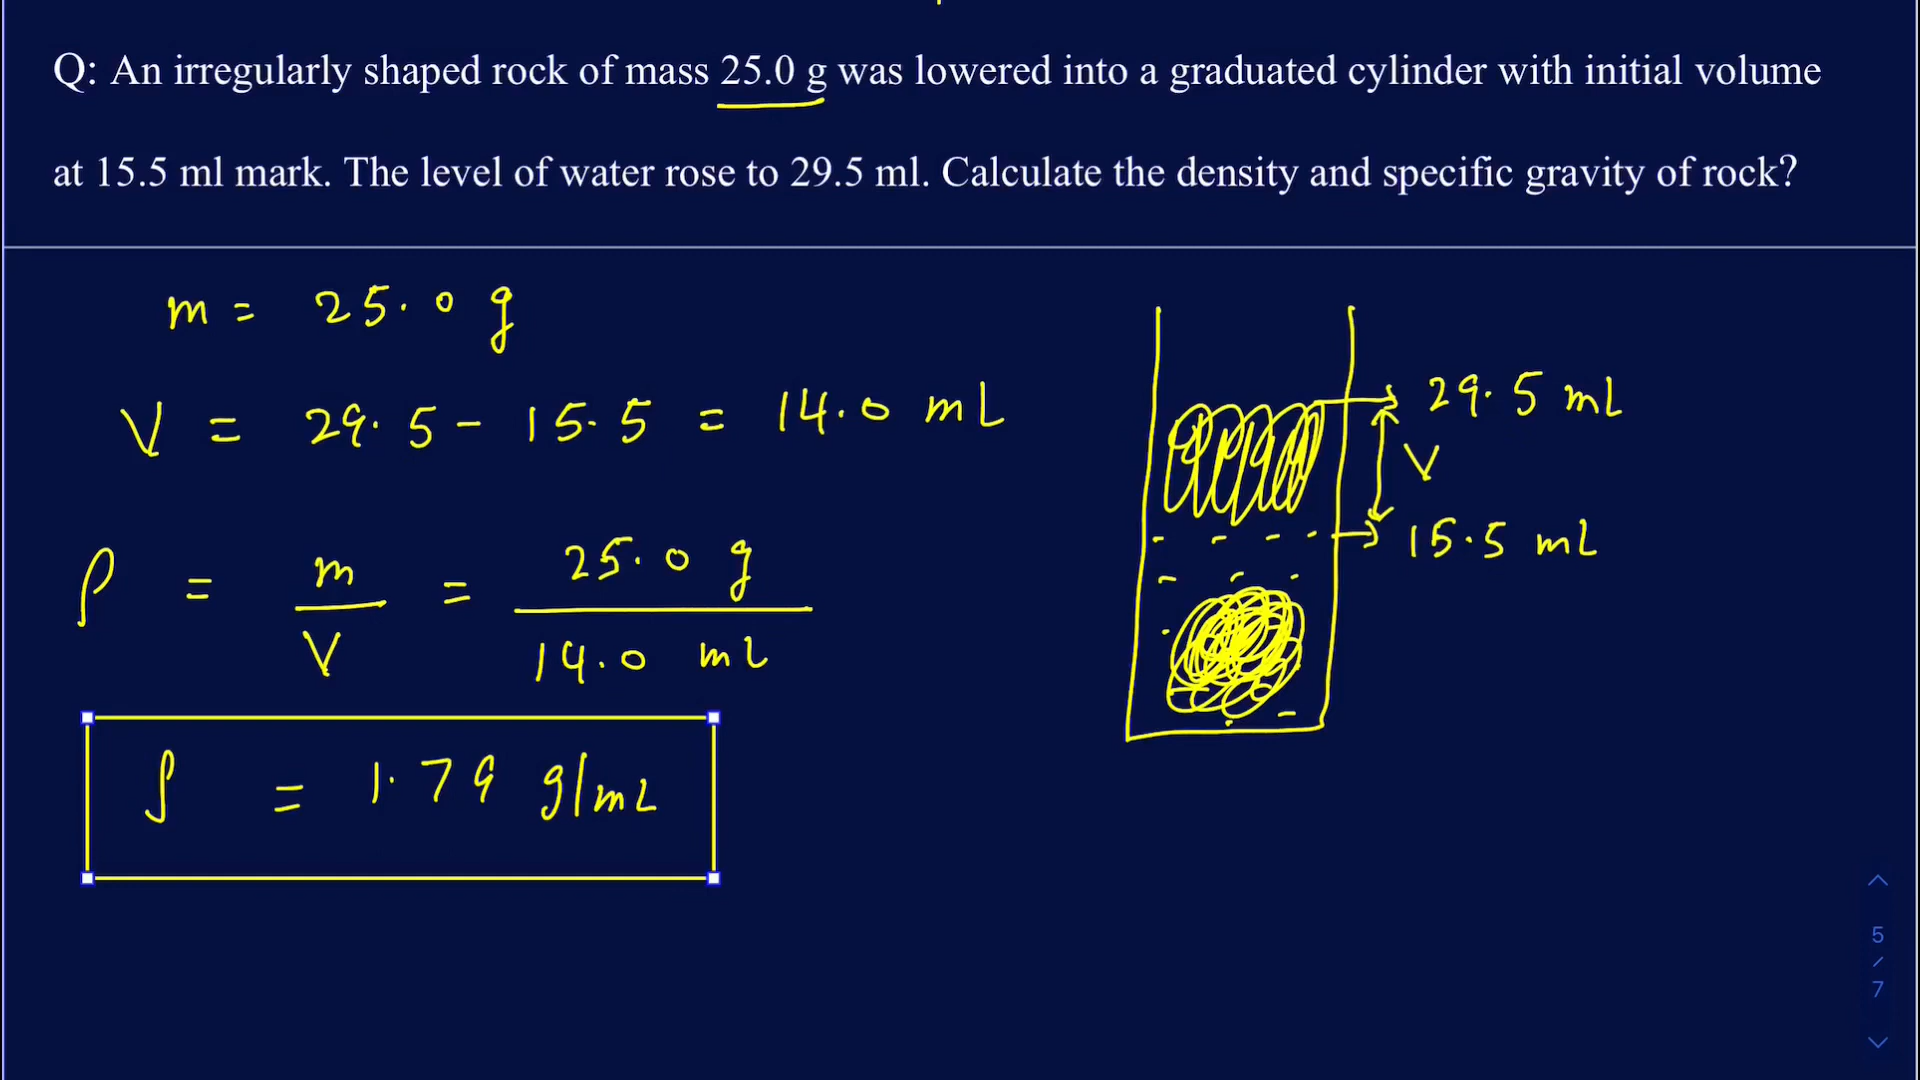 Q: An irregularly shaped rock of mass 25.0 g was lowered into a graduated cylinder with initial volume
at 15.5 ml mark. The level of water rose to 29.5 ml. Calculate the density and specific gravity of rock?
m = 25.0 g
V = 29.5 - 15.5 = 14.0 mL
ρ = m/V = 25.0 g / 14.0 mL
ρ = 1.79 g/mL
29.5 mL
V
15.5 mL
5
/
7